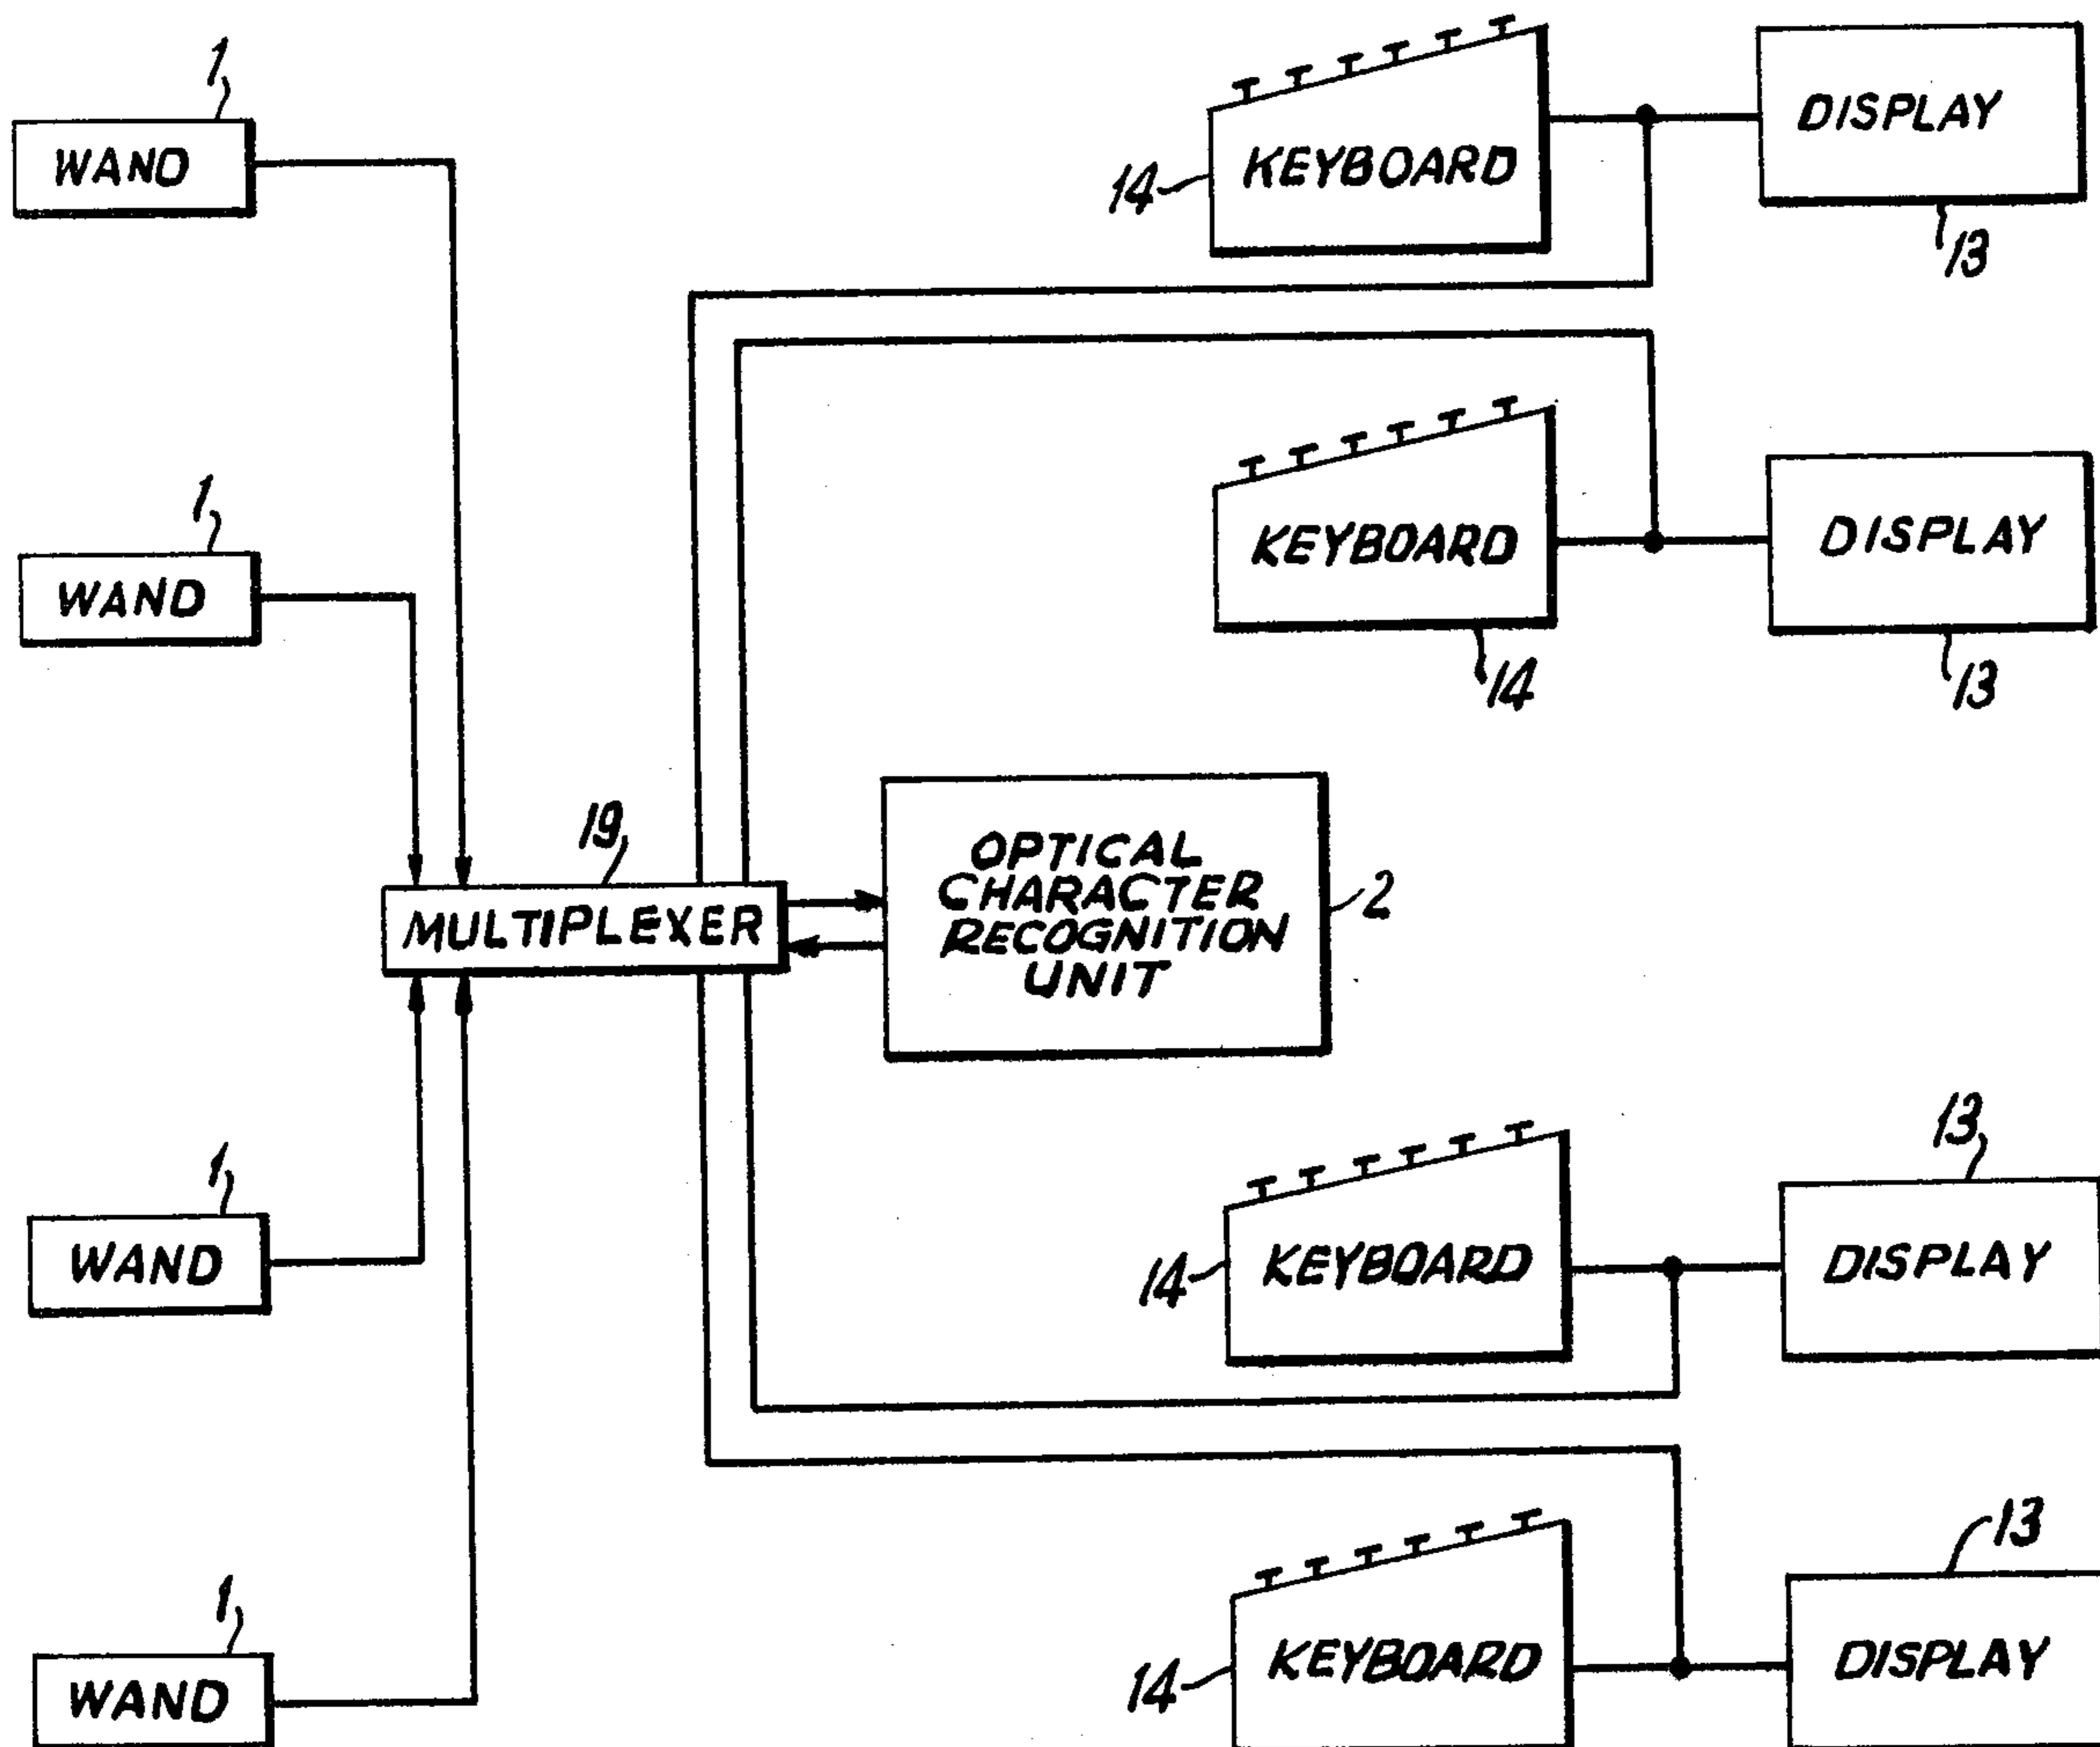 1
WAND
14
KEYBOARD
DISPLAY
13
1
WAND
KEYBOARD
14
DISPLAY
13
19
MULTIPLEXER
OPTICAL
CHARACTER
RECOGNITION
UNIT
2
1
WAND
14
KEYBOARD
13
DISPLAY
1
WAND
14
KEYBOARD
13
DISPLAY